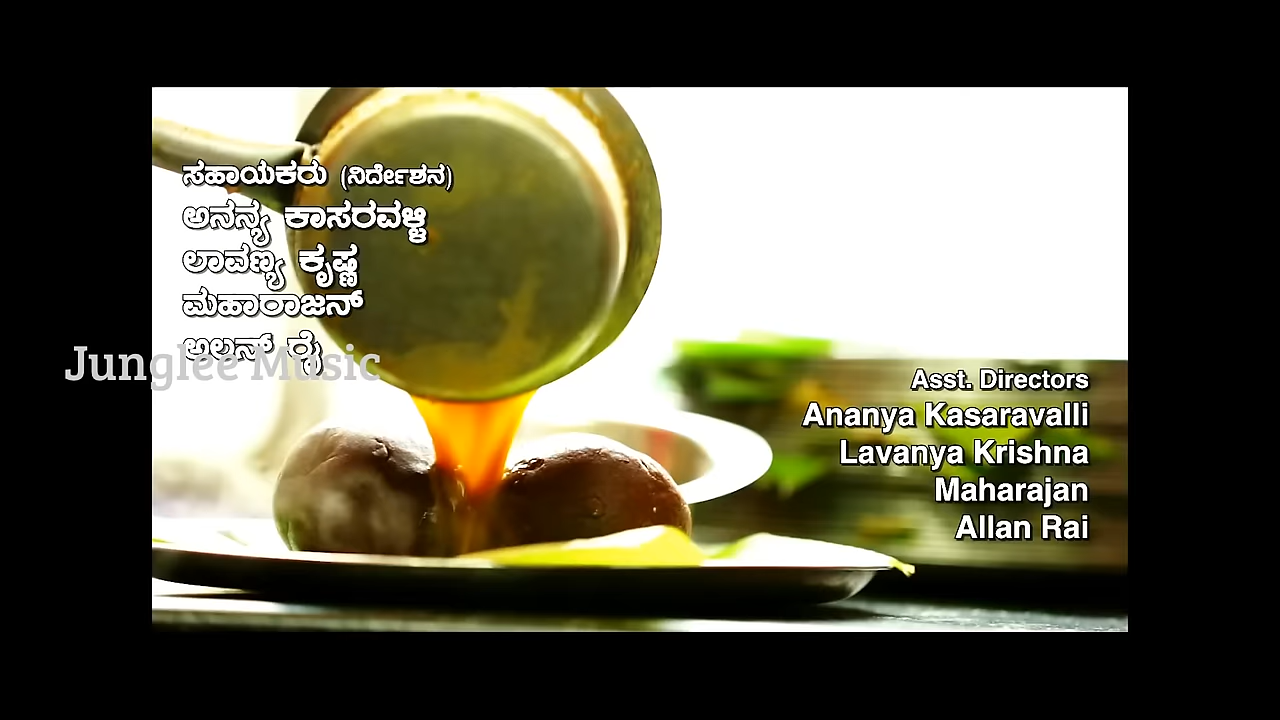 ಸಹಾಯಕರು (ನಿರ್ದೇಶನ)
ಅನನ್ಯ ಕಾಸರವಳ್ಳಿ
ಲಾವಣ್ಯ ಕೃಷ್ಣ
ಮಹಾರಾಜನ್
ಅಲನ್ ರೈ
Junglee Music
Asst. Directors
Ananya Kasaravalli
Lavanya Krishna
Maharajan
Allan Rai